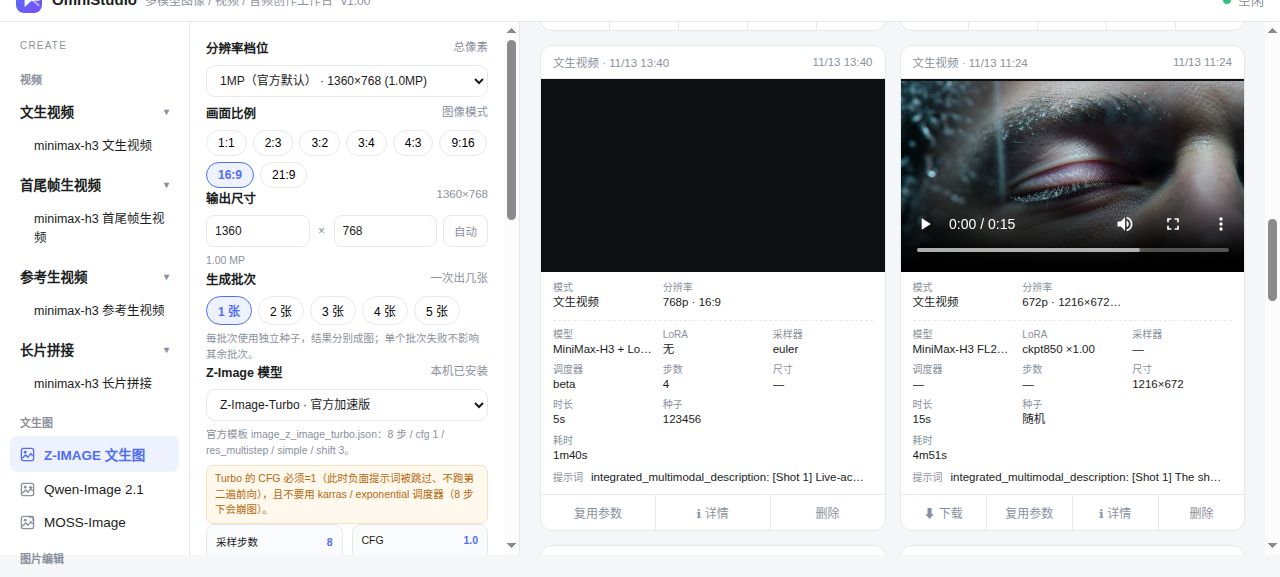 OmniStudio 多模型图像 / 视频 / 音频创作工作台 v1.00
空闲
CREATE
视频
文生视频
minimax-h3 文生视频
首尾帧生视频
minimax-h3 首尾帧生视
频
参考生视频
minimax-h3 参考生视频
长片拼接
minimax-h3 长片拼接
文生图
Z-IMAGE 文生图
Qwen-Image 2.1
MOSS-Image
图片编辑
分辨率档位 总像素
1MP（官方默认） · 1360×768 (1.0MP)
画面比例 图像模式
1:1 2:3 3:2 3:4 4:3 9:16
16:9 21:9
输出尺寸 1360×768
1360 × 768 自动
1.00 MP
生成批次 一次出几张
1 张 2 张 3 张 4 张 5 张
每批次使用独立种子，结果分别成图；单个批次失败不影响
其余批次。
Z-Image 模型 本机已安装
Z-Image-Turbo · 官方加速版
官方模板 image_z_image_turbo.json：8 步 / cfg 1 /
res_multistep / simple / shift 3。
Turbo 的 CFG 必须=1（此时负面提示词被跳过、不跑第
二遍前向），且不要用 karras / exponential 调度器（8 步
下会崩图）。
采样步数 8 CFG 1.0
文生视频 · 11/13 13:40 11/13 13:40
模式 分辨率
文生视频 768p · 16:9
模型 LoRA 采样器
MiniMax-H3 + Lo… 无 euler
调度器 步数 尺寸
beta 4 —
时长 种子
5s 123456
耗时
1m40s
提示词 integrated_multimodal_description: [Shot 1] Live-ac…
复用参数 ℹ 详情 删除
文生视频 · 11/13 11:24 11/13 11:24
0:00 / 0:15
模式 分辨率
文生视频 672p · 1216×672…
模型 LoRA 采样器
MiniMax-H3 FL2… ckpt850 ×1.00 —
调度器 步数 尺寸
— — 1216×672
时长 种子
15s 随机
耗时
4m51s
提示词 integrated_multimodal_description: [Shot 1] The sh…
⬇ 下载 复用参数 ℹ 详情 删除